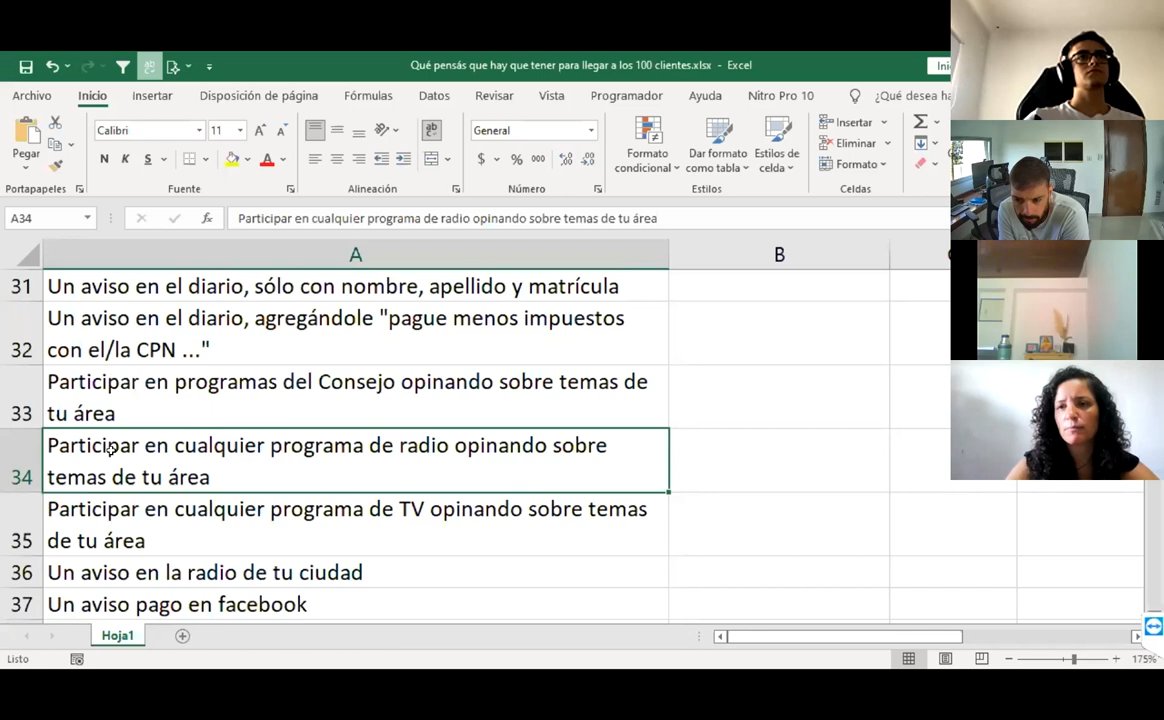 Qué pensás que hay que tener para llegar a los 100 clientes.xlsx - Excel
Archivo Inicio Insertar Disposición de página Fórmulas Datos Revisar Vista Programador Ayuda Nitro Pro 10 ¿Qué desea ha
Pegar
Calibri 11
N K S
General
$ % 000
Formato condicional
Dar formato como tabla
Estilos de celda
Insertar
Eliminar
Formato
Portapapeles Fuente Alineación Número Estilos Celdas
A34 fx Participar en cualquier programa de radio opinando sobre temas de tu área
A B
31 Un aviso en el diario, sólo con nombre, apellido y matrícula
Un aviso en el diario, agregándole "pague menos impuestos
32 con el/la CPN ..."
Participar en programas del Consejo opinando sobre temas de
33 tu área
Participar en cualquier programa de radio opinando sobre
34 temas de tu área
Participar en cualquier programa de TV opinando sobre temas
35 de tu área
36 Un aviso en la radio de tu ciudad
37 Un aviso pago en facebook
Hoja1
Listo 175%